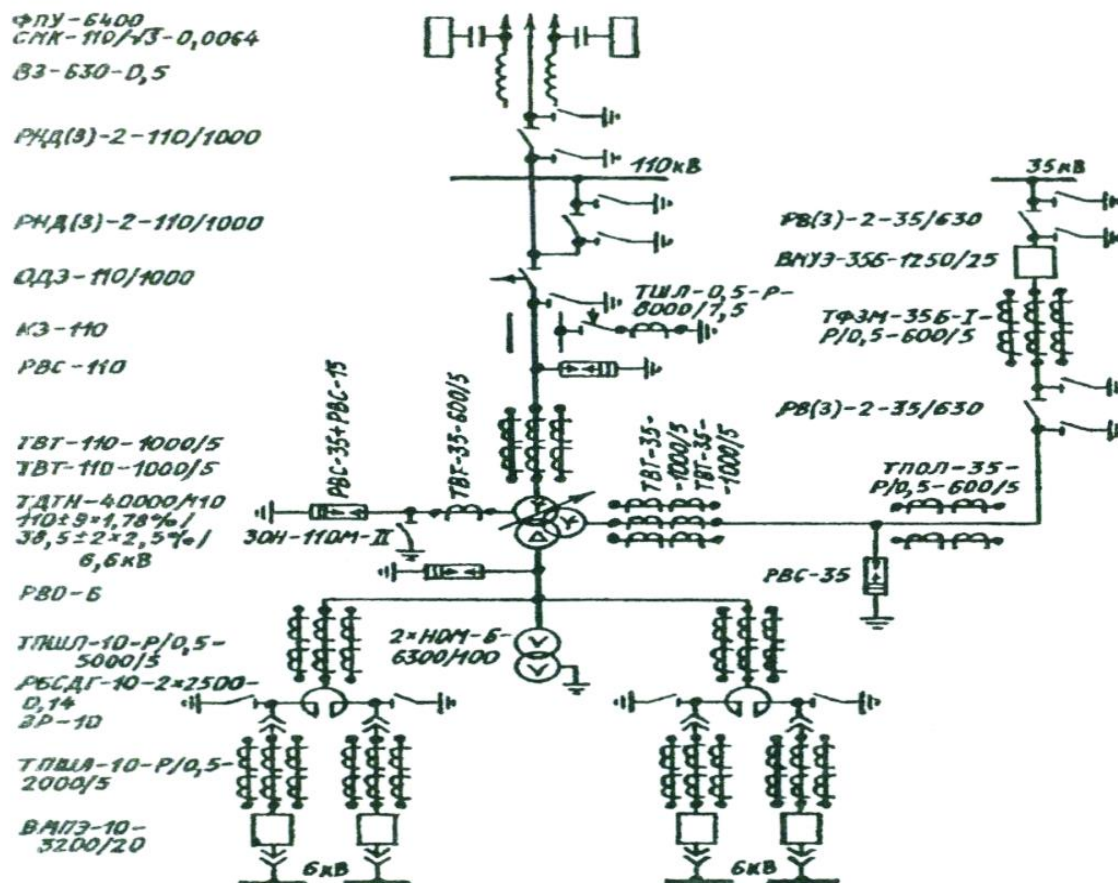 ФПУ-6400
СМК-110/√3-0,0064
ВЗ-630-0,5
РНД(З)-2-110/1000
110кВ
35кВ
РНД(З)-2-110/1000
РВ(З)-2-35/630
ВМУЭ-35Б-1250/25
ОДЗ-110/1000
ТШЛ-0,5-Р-
8000/7,5
КЗ-110
ТФЗМ-35Б-I-
Р/0,5-600/5
РВС-110
РВС-35+РВС-15
ТВТ-35-600/5
ТВТ-35-
-1000/5
ТВТ-35-
-1000/5
РВ(З)-2-35/630
ТВТ-110-1000/5
ТВТ-110-1000/5
ТПОЛ-35-
Р/0,5-600/5
ТДТН-40000/110
110±9×1,78%/
38,5±2×2,5%/
6,6кВ
ЗОН-110М-II
РВС-35
РВО-6
2×НОМ-6-
6300/100
ТПШЛ-10-Р/0,5-
5000/5
РБСДГ-10-2×2500-
0,14
ВР-10
ТПШЛ-10-Р/0,5-
2000/5
ВМПЭ-10-
3200/20
6кВ
6кВ